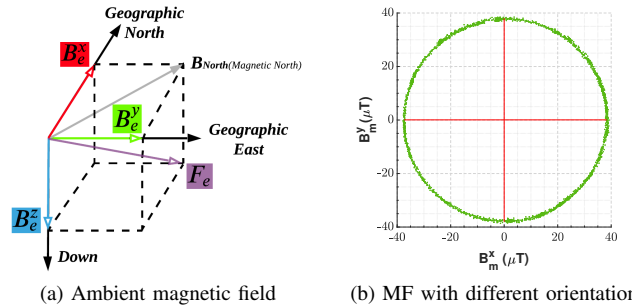 Geographic
North
B_e^x
B_North(Magnetic North)
B_e^y
Geographic
East
F_e
B_e^z
Down
(a) Ambient magnetic field
40
20
0
-20
-40
B_m^y (μT)
-40 -20 0 20 40
B_m^x (μT)
(b) MF with different orientation